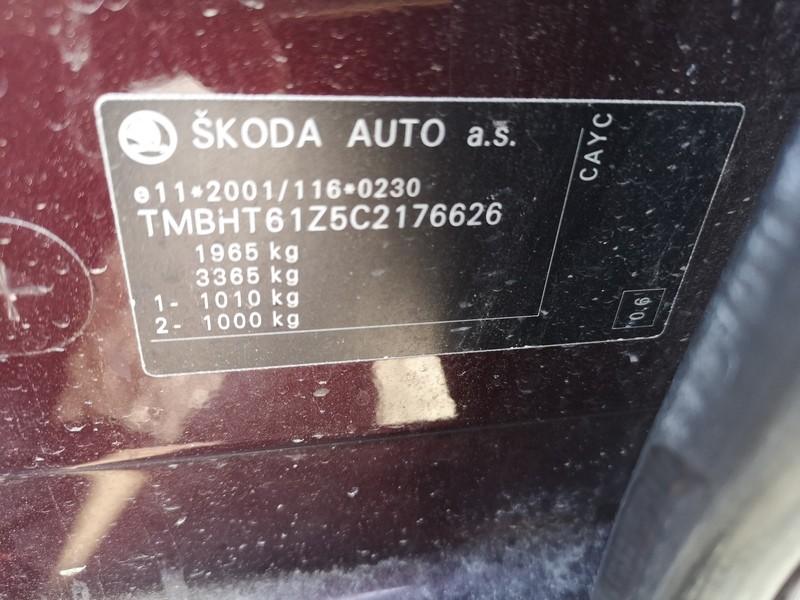 ŠKODA AUTO a.s.
CAYC
e11*2001/116*0230
TMBHT61Z5C2176626
1965 kg
3365 kg
1- 1010 kg
2- 1000 kg
0.6